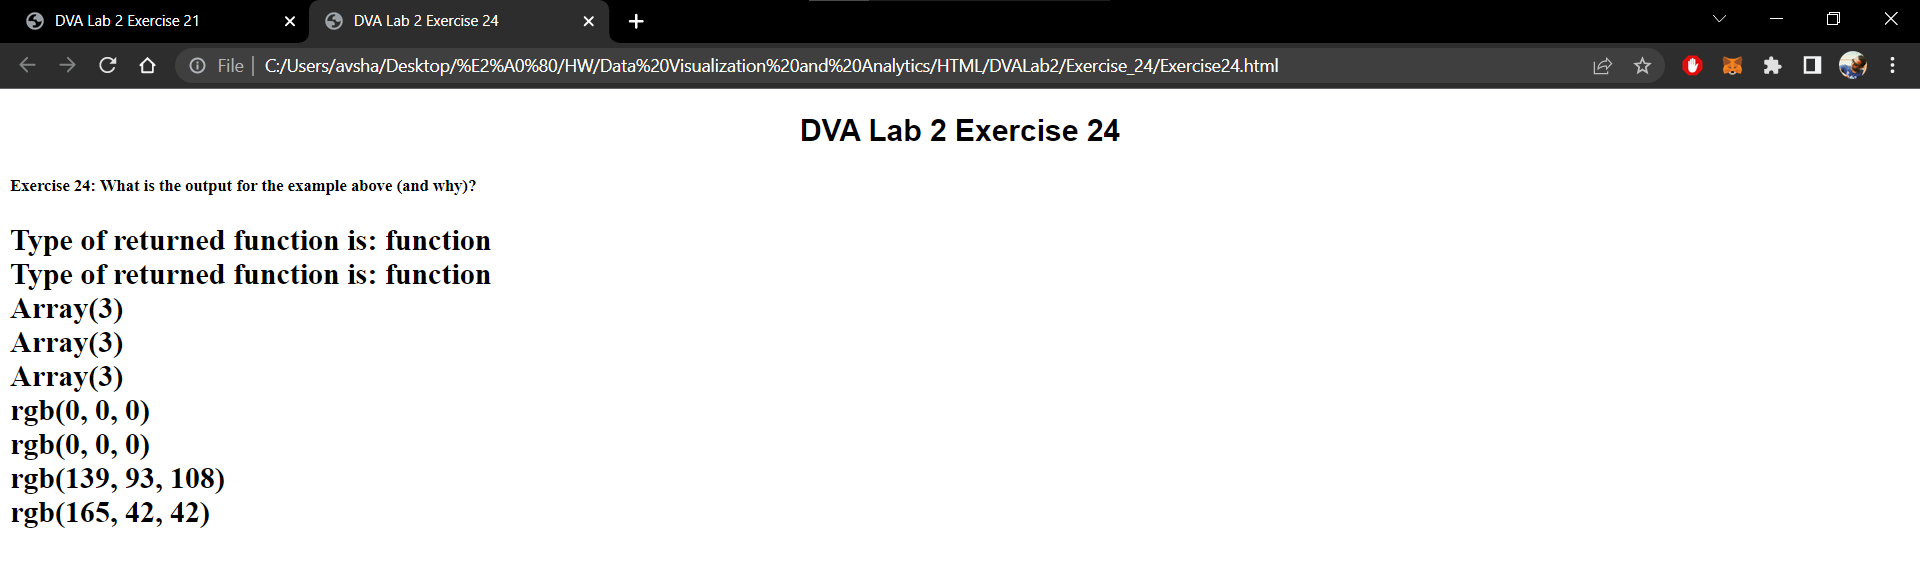 DVA Lab 2 Exercise 21
DVA Lab 2 Exercise 24
File | C:/Users/avsha/Desktop/%E2%A0%80/HW/Data%20Visualization%20and%20Analytics/HTML/DVALab2/Exercise_24/Exercise24.html
DVA Lab 2 Exercise 24
Exercise 24: What is the output for the example above (and why)?
Type of returned function is: function
Type of returned function is: function
Array(3)
Array(3)
Array(3)
rgb(0, 0, 0)
rgb(0, 0, 0)
rgb(139, 93, 108)
rgb(165, 42, 42)